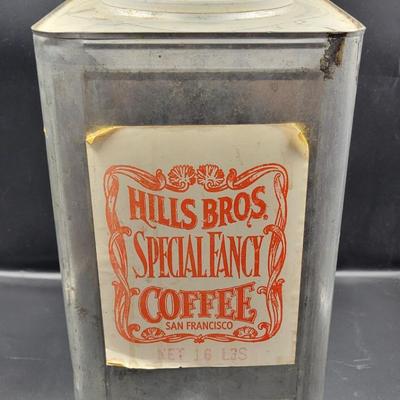 HILLS BROS.
SPECIAL FANCY
COFFEE
SAN FRANCISCO
NET 16 LBS